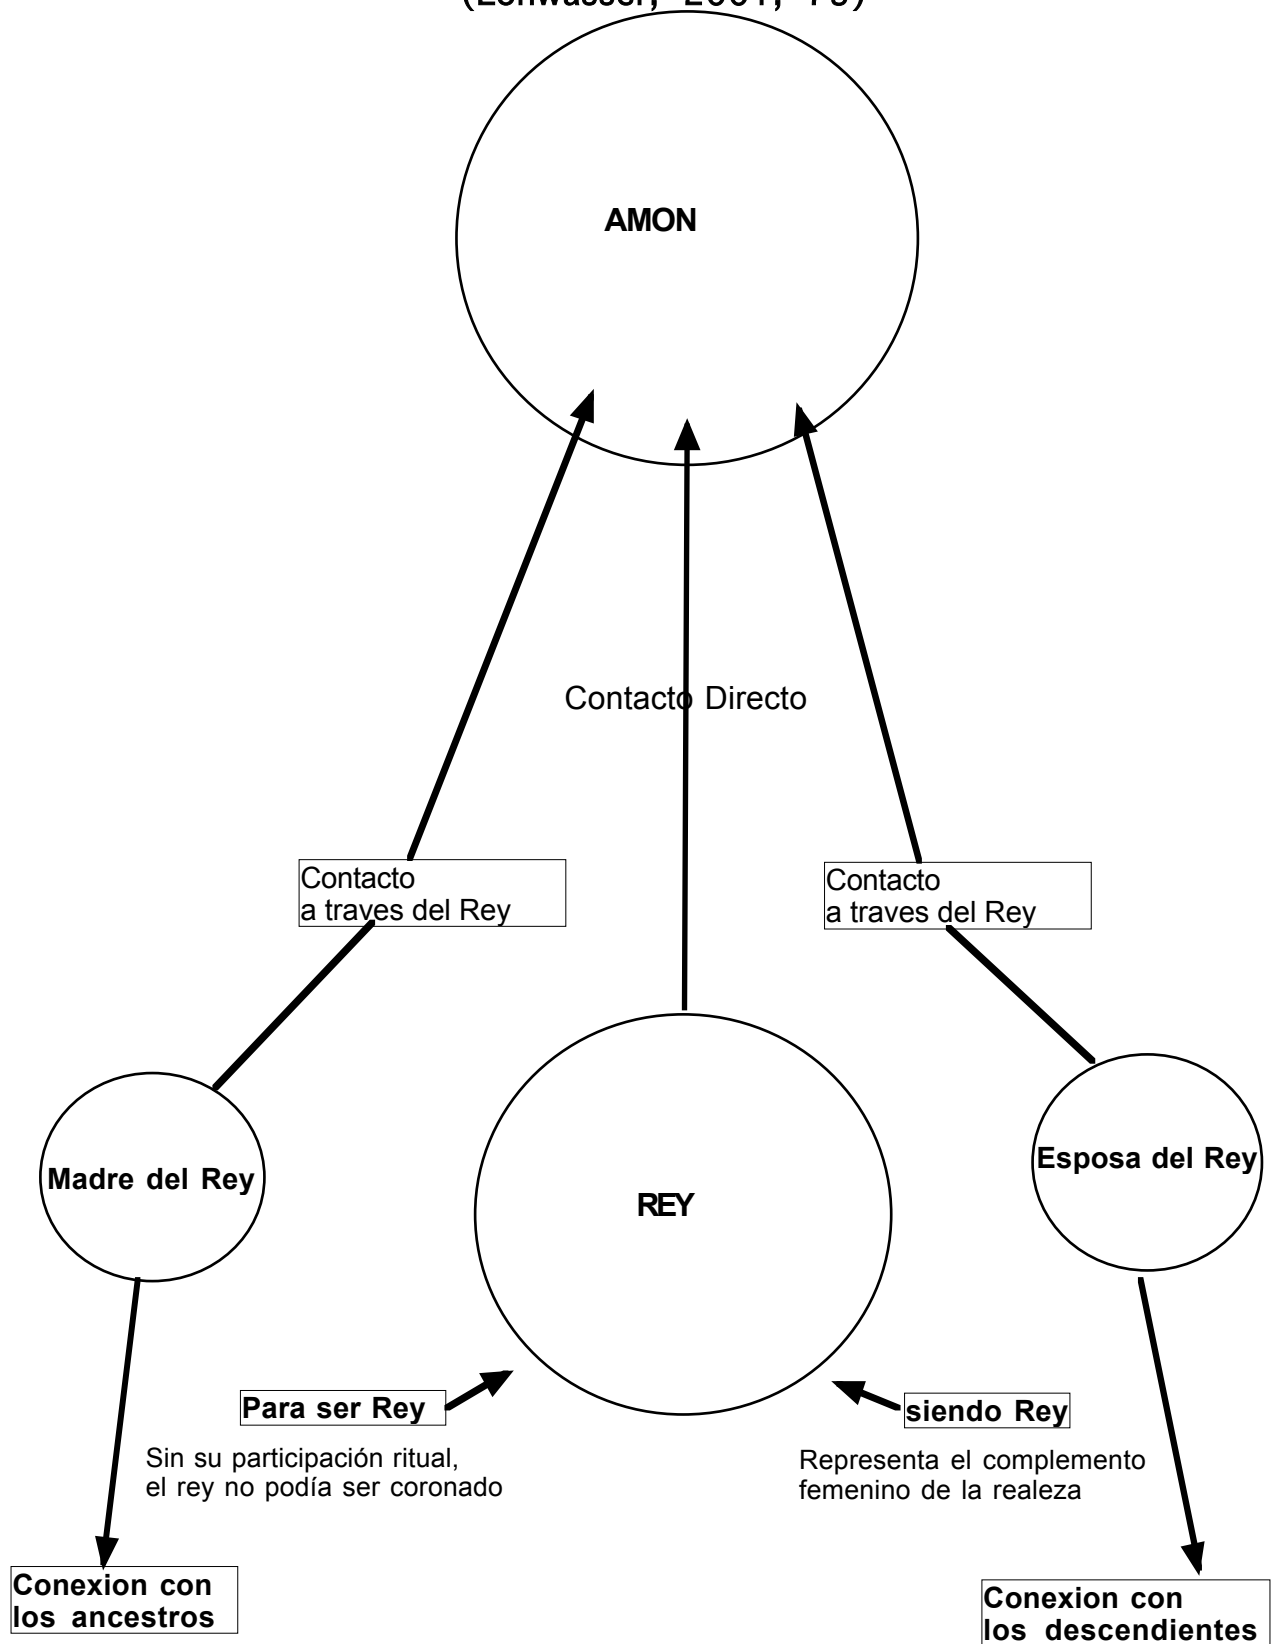 AMON
Contacto Directo
Contacto
a traves del Rey
Contacto
a traves del Rey
Madre del Rey
REY
Esposa del Rey
Para ser Rey
Sin su participación ritual,
el rey no podía ser coronado
siendo Rey
Representa el complemento
femenino de la realeza
Conexion con
los ancestros
Conexion con
los descendientes